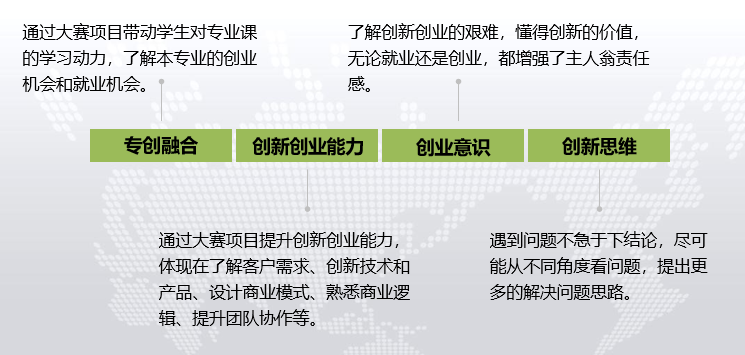 通过大赛项目带动学生对专业课
的学习动力，了解本专业的创业
机会和就业机会。
了解创新创业的艰难，懂得创新的价值，
无论就业还是创业，都增强了主人翁责任
感。
专创融合
创新创业能力
创业意识
创新思维
通过大赛项目提升创新创业能力，
体现在了解客户需求、创新技术和
产品、设计商业模式、熟悉商业逻
辑、提升团队协作等。
遇到问题不急于下结论，尽可
能从不同角度看问题，提出更
多的解决问题思路。